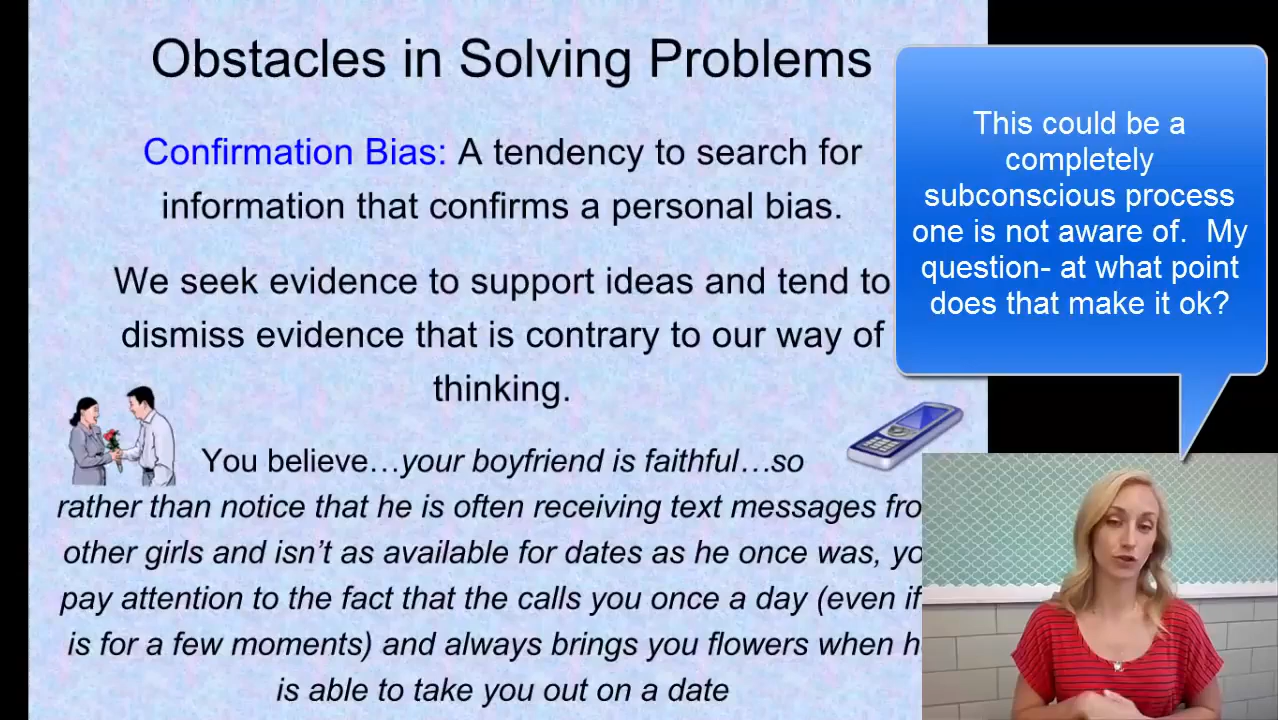 Obstacles in Solving Problems
Confirmation Bias: A tendency to search for
information that confirms a personal bias.
We seek evidence to support ideas and tend to
dismiss evidence that is contrary to our way of
thinking.
You believe…your boyfriend is faithful…so
rather than notice that he is often receiving text messages fro
other girls and isn't as available for dates as he once was, yo
pay attention to the fact that the calls you once a day (even if
is for a few moments) and always brings you flowers when h
is able to take you out on a date
This could be a
completely
subconscious process
one is not aware of.  My
question- at what point
does that make it ok?